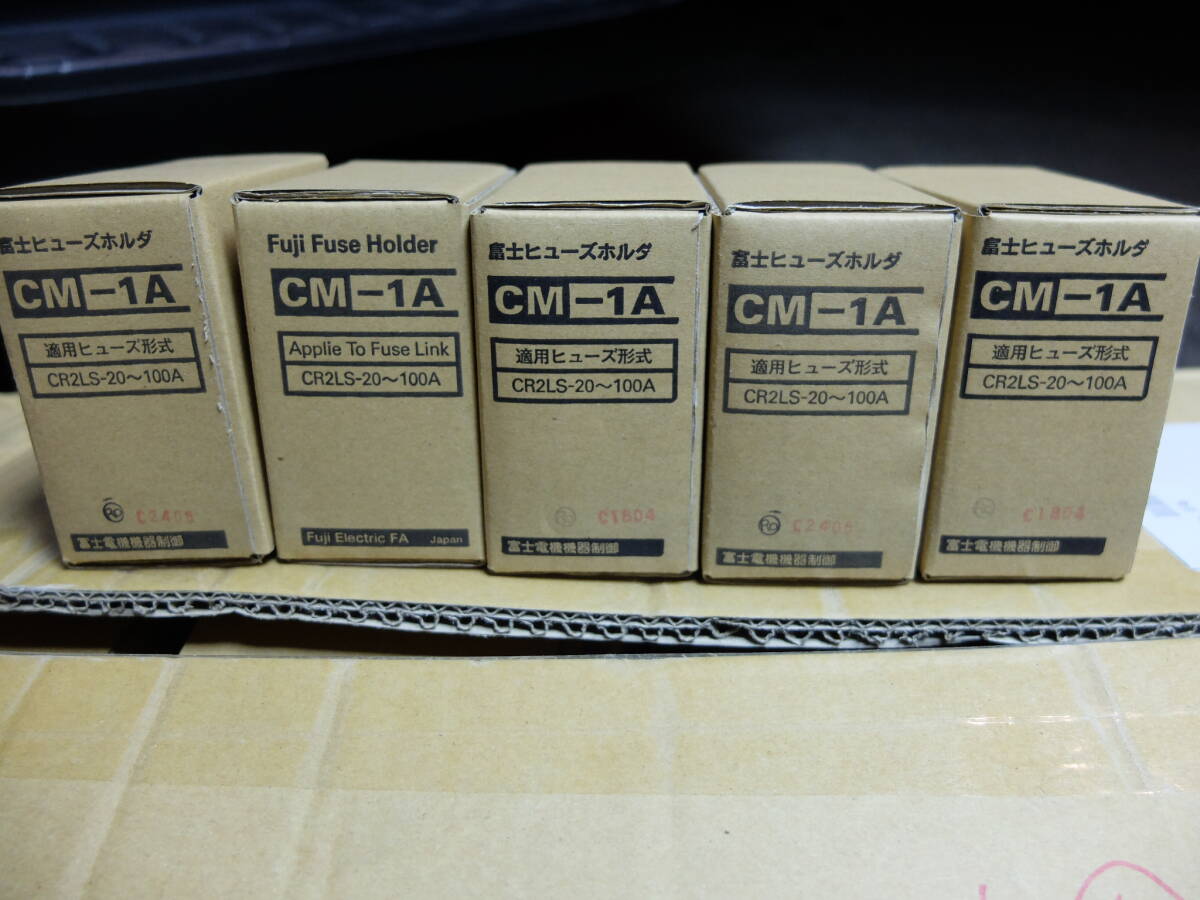 富士ヒューズホルダ
CM-1A
適用ヒューズ形式
CR2LS-20～100A
C2406
富士電機機器制御
Fuji Fuse Holder
CM-1A
Applie To Fuse Link
CR2LS-20～100A
Fuji Electric FA Japan
富士ヒューズホルダ
CM-1A
適用ヒューズ形式
CR2LS-20～100A
C1804
富士電機機器制御
富士ヒューズホルダ
CM-1A
適用ヒューズ形式
CR2LS-20～100A
C2406
富士電機機器制御
富士ヒューズホルダ
CM-1A
適用ヒューズ形式
CR2LS-20～100A
C1804
富士電機機器制御